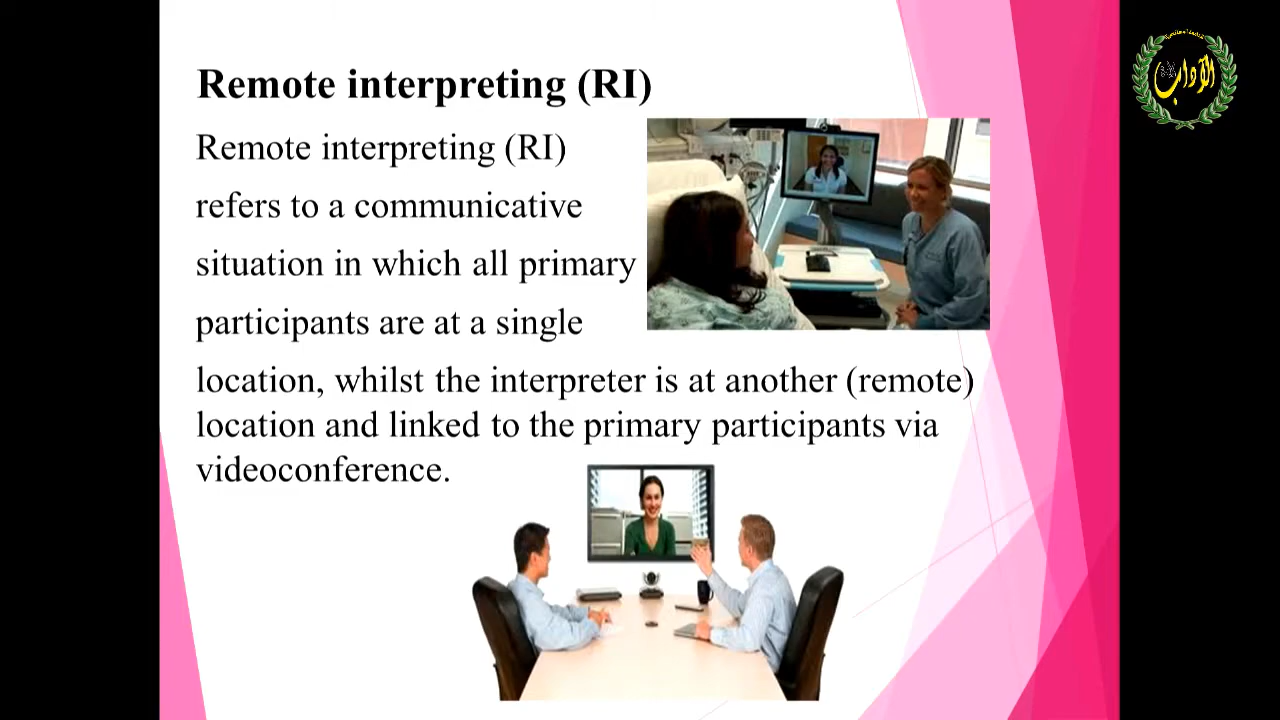 Remote interpreting (RI)
Remote interpreting (RI)
refers to a communicative
situation in which all primary
participants are at a single
location, whilst the interpreter is at another (remote)
location and linked to the primary participants via
videoconference.
الآداب